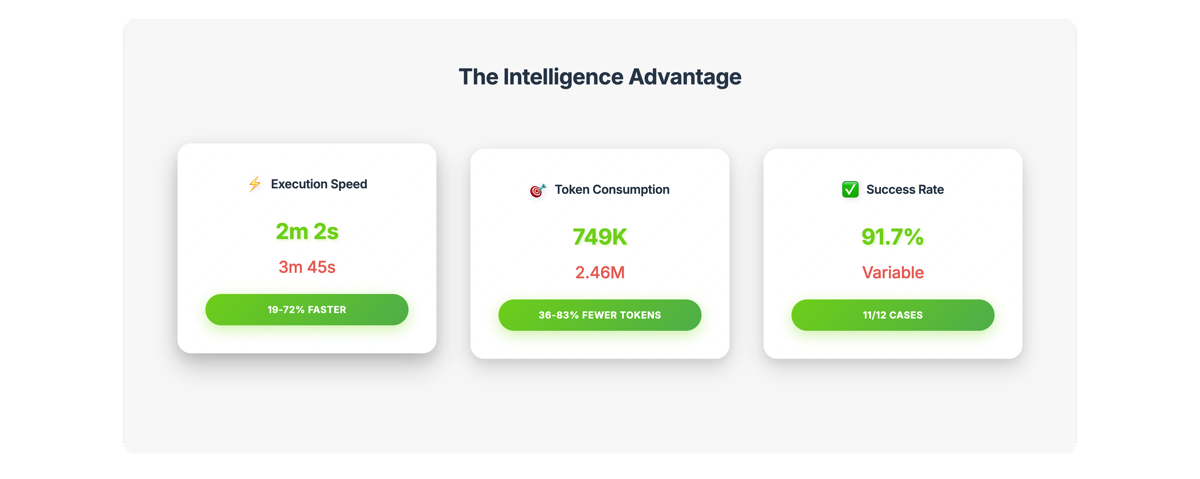 The Intelligence Advantage
⚡ Execution Speed
2m 2s
3m 45s
19-72% FASTER
🎯 Token Consumption
749K
2.46M
36-83% FEWER TOKENS
✅ Success Rate
91.7%
Variable
11/12 CASES